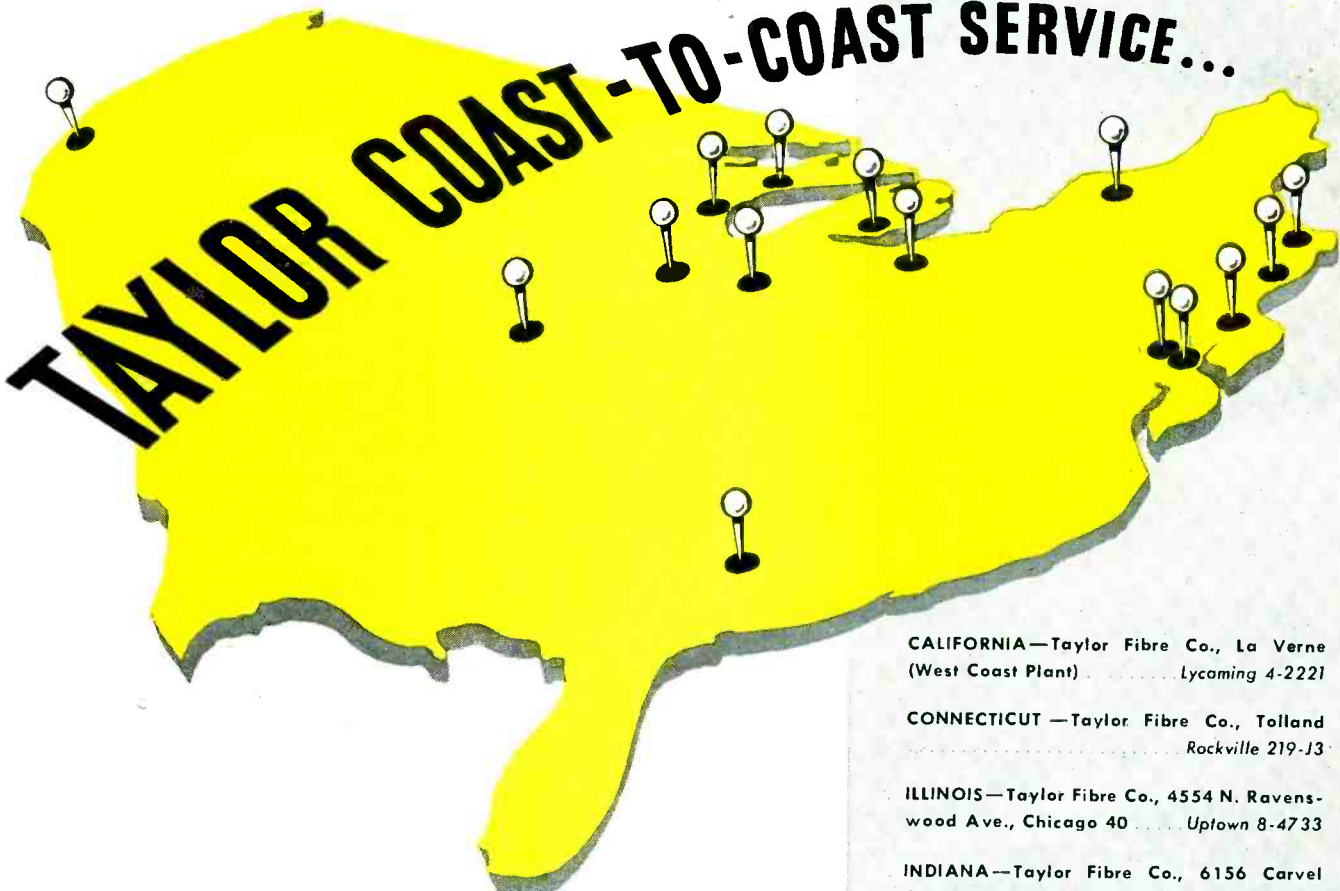 TAYLOR COAST-TO-COAST SERVICE...
CALIFORNIA—Taylor Fibre Co., La Verne
(West Coast Plant) ........ Lycoming 4-2221
CONNECTICUT —Taylor Fibre Co., Tolland
........................ Rockville 219-J3
ILLINOIS—Taylor Fibre Co., 4554 N. Ravens-
wood Ave., Chicago 40 ..... Uptown 8-4733
INDIANA—Taylor Fibre Co., 6156 Carvel